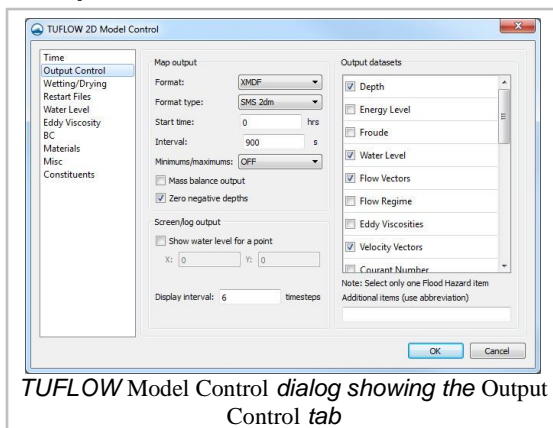 TUFLOW 2D Model Control
Time
Output Control
Wetting/Drying
Restart Files
Water Level
Eddy Viscosity
BC
Materials
Misc
Constituents
Map output
Format: XMDF
Format type: SMS 2dm
Start time: 0 hrs
Interval: 900 s
Minimums/maximums: OFF
Mass balance output
Zero negative depths
Screen/log output
Show water level for a point
X: 0 Y: 0
Display interval: 6 timesteps
Output datasets
Depth
Energy Level
Froude
Water Level
Flow Vectors
Flow Regime
Eddy Viscosities
Velocity Vectors
Courant Number
Note: Select only one Flood Hazard item
Additional items (use abbreviation)
OK Cancel
TUFLOW Model Control dialog showing the Output
Control tab